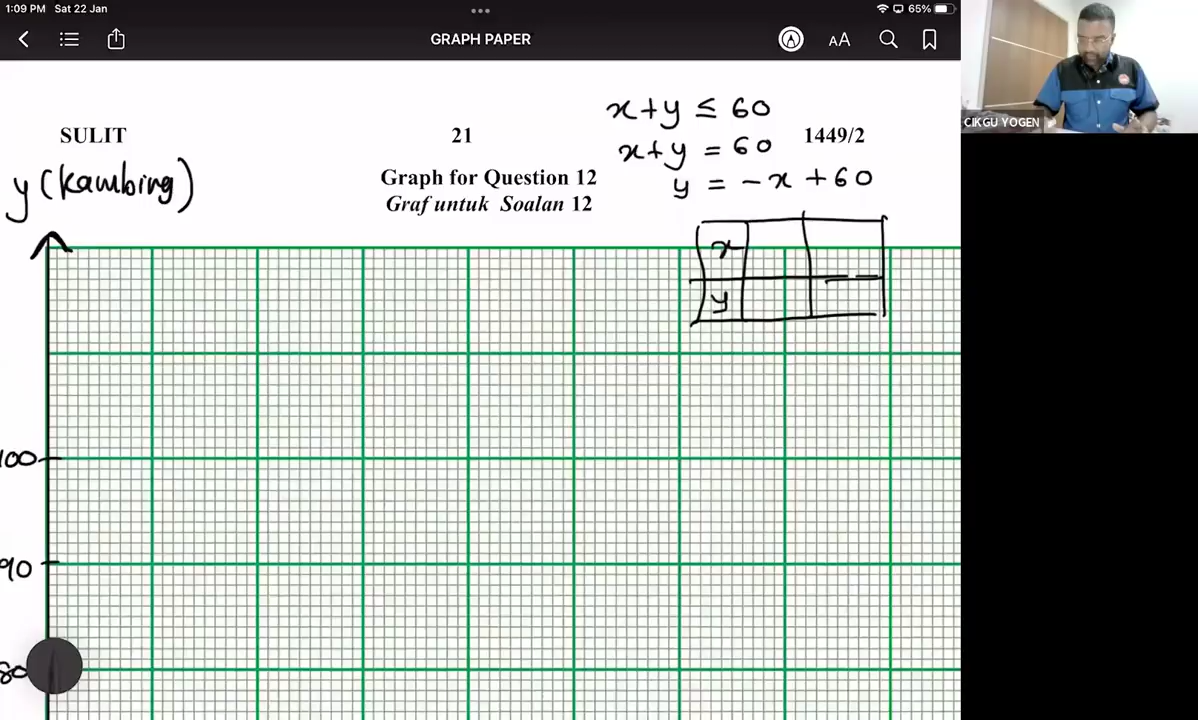 1:09 PM Sat 22 Jan
65%
GRAPH PAPER
AA
CIKGU YOGEN
x+y ≤ 60
SULIT
21
1449/2
x+y = 60
Graph for Question 12
y = -x +60
y (kambing)
Graf untuk Soalan 12
x
y
100
90
80